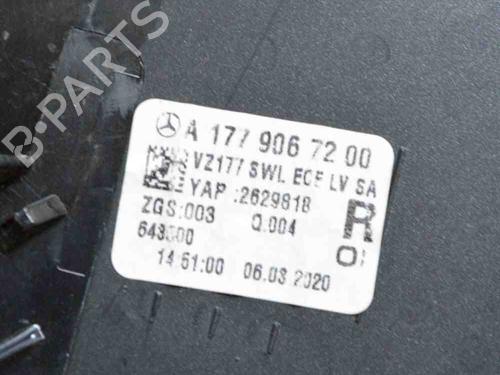 B-PARTS
A 177 906 72 00
VZ177 SWL ECE LV SA
YAP :2629818
ZGS:003 Q.004
R
14:51:00 06.03.2020